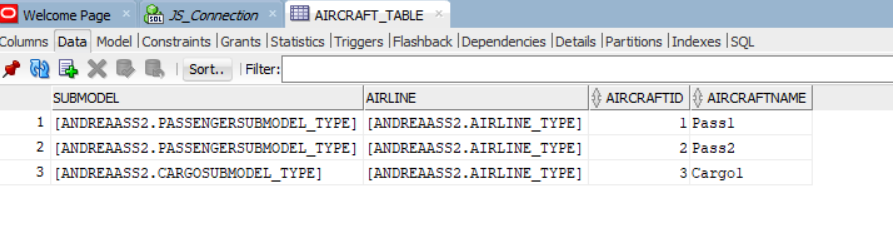 Welcome Page JS_Connection AIRCRAFT_TABLE
Columns Data Model Constraints Grants Statistics Triggers Flashback Dependencies Details Partitions Indexes SQL
Sort.. Filter:
SUBMODEL AIRLINE AIRCRAFTID AIRCRAFTNAME
1 [ANDREAASS2.PASSENGERSUBMODEL_TYPE] [ANDREAASS2.AIRLINE_TYPE] 1 Pass1
2 [ANDREAASS2.PASSENGERSUBMODEL_TYPE] [ANDREAASS2.AIRLINE_TYPE] 2 Pass2
3 [ANDREAASS2.CARGOSUBMODEL_TYPE] [ANDREAASS2.AIRLINE_TYPE] 3 Cargo1